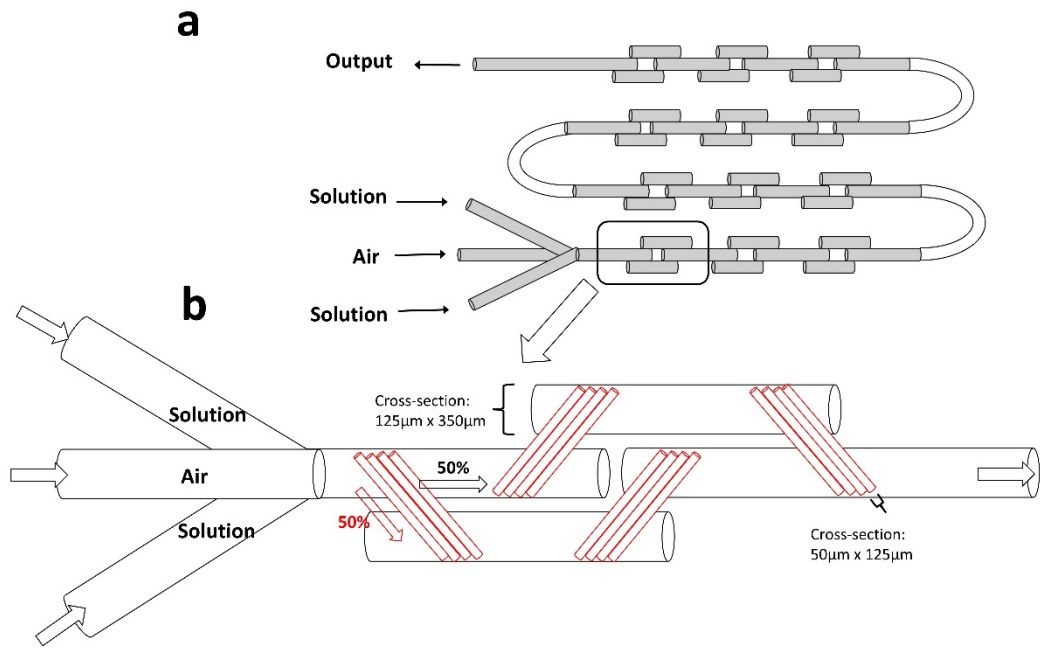 a
Output
Solution
Air
Solution
b
Solution
Air
Solution
Cross-section:
125µm x 350µm
50%
50%
Cross-section:
50µm x 125µm